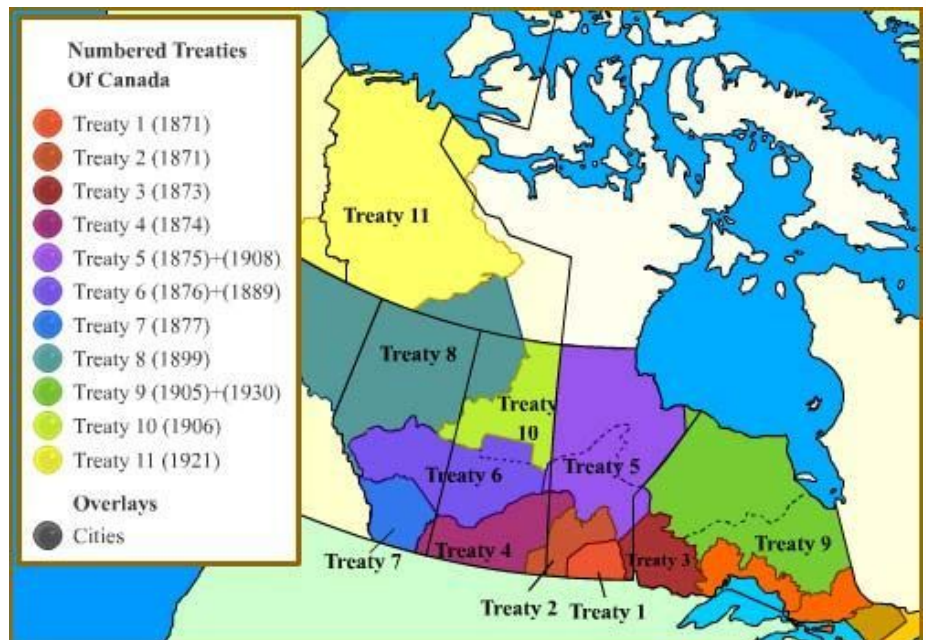 Numbered Treaties
Of Canada
Treaty 1 (1871)
Treaty 2 (1871)
Treaty 3 (1873)
Treaty 4 (1874)
Treaty 5 (1875)+(1908)
Treaty 6 (1876)+(1889)
Treaty 7 (1877)
Treaty 8 (1899)
Treaty 9 (1905)+(1930)
Treaty 10 (1906)
Treaty 11 (1921)
Overlays
Cities
Treaty 11
Treaty 8
Treaty
10
Treaty 6
Treaty 5
Treaty 7
Treaty 4
Treaty 3
Treaty 9
Treaty 2
Treaty 1